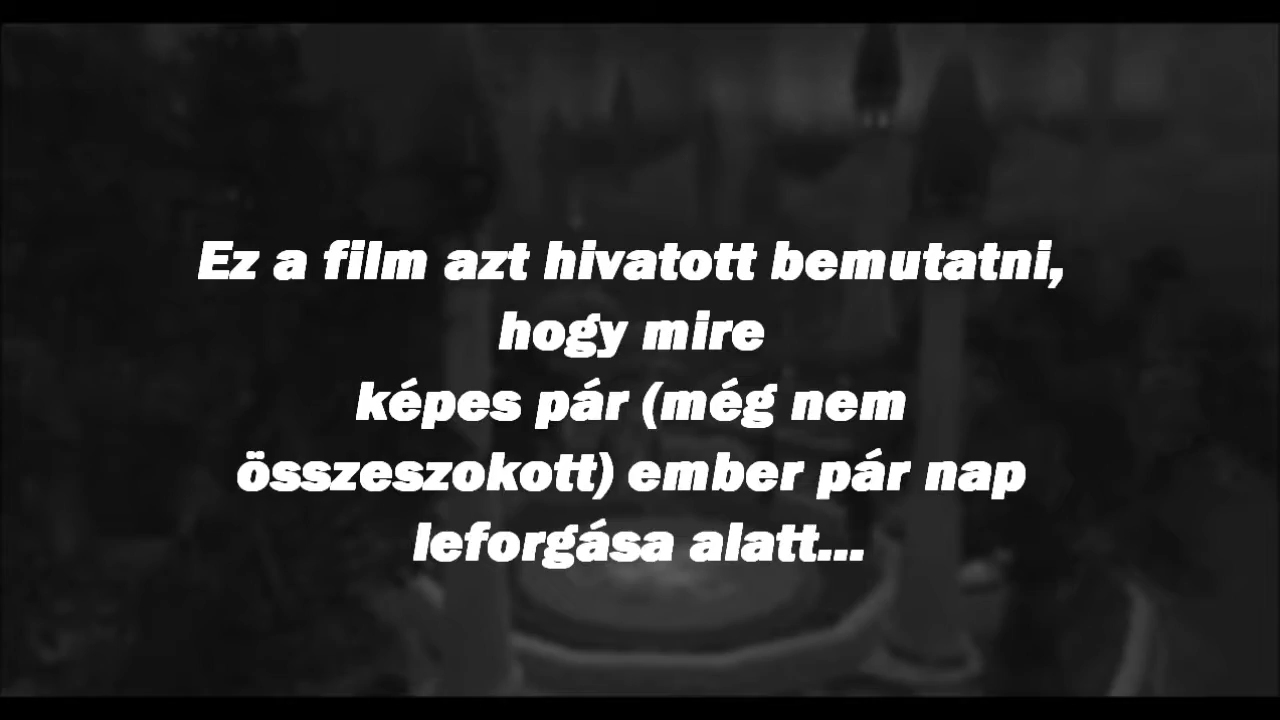 Ez a film azt hivatott bemutatni,
hogy mire
képes pár (még nem
összeszokott) ember pár nap
leforgása alatt...